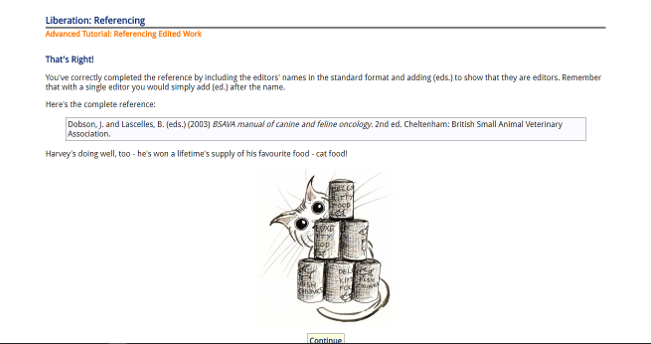 Liberation: Referencing
Advanced Tutorial: Referencing Edited Work
That's Right!
You've correctly completed the reference by including the editors' names in the standard format and adding (eds.) to show that they are editors. Remember
that with a single editor you would simply add (ed.) after the name.
Here's the complete reference:
Dobson, J. and Lascelles, B. (eds.) (2003) BSAVA manual of canine and feline oncology. 2nd ed. Cheltenham: British Small Animal Veterinary
Association.
Harvey's doing well, too - he's won a lifetime's supply of his favourite food - cat food!
KITTY
FOOD
Continue